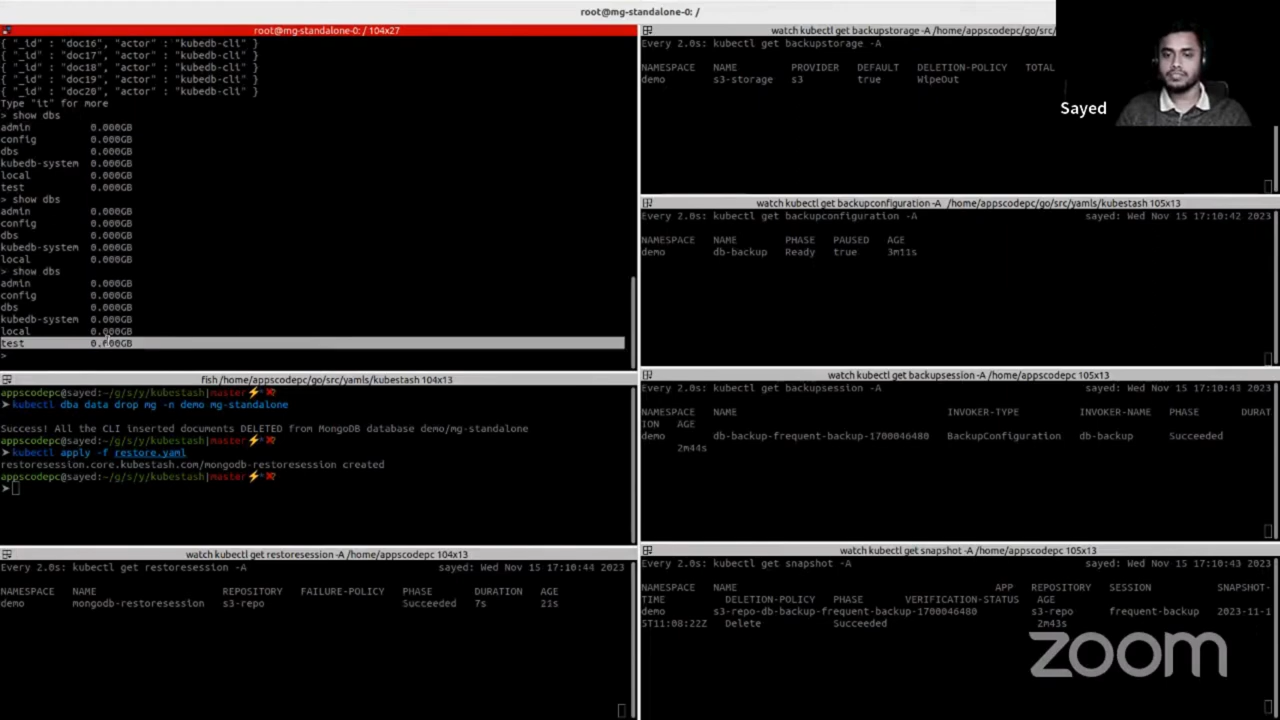 root@mg-standalone-0: /
root@mg-standalone-0: / 104x27
{ "_id" : "doc16", "actor" : "kubedb-cli" }
{ "_id" : "doc17", "actor" : "kubedb-cli" }
{ "_id" : "doc18", "actor" : "kubedb-cli" }
{ "_id" : "doc19", "actor" : "kubedb-cli" }
{ "_id" : "doc20", "actor" : "kubedb-cli" }
Type "it" for more
> show dbs
admin 0.000GB
config 0.000GB
dbs 0.000GB
kubedb-system 0.000GB
local 0.000GB
test 0.000GB
> show dbs
admin 0.000GB
config 0.000GB
dbs 0.000GB
kubedb-system 0.000GB
local 0.000GB
> show dbs
admin 0.000GB
config 0.000GB
dbs 0.000GB
kubedb-system 0.000GB
local 0.000GB
test 0.000GB
>
fish /home/appscodepc/go/src/yamls/kubestash 104x13
appscodepc@sayed:~/g/s/y/kubestash|master⚡*✖
➤ kubectl dba data drop mg -n demo mg-standalone
Success! All the CLI inserted documents DELETED from MongoDB database demo/mg-standalone
appscodepc@sayed:~/g/s/y/kubestash|master⚡*✖
➤ kubectl apply -f restore.yaml
restoresession.core.kubestash.com/mongodb-restoresession created
appscodepc@sayed:~/g/s/y/kubestash|master⚡*✖
➤
watch kubectl get restoresession -A /home/appscodepc 104x13
Every 2.0s: kubectl get restoresession -A sayed: Wed Nov 15 17:10:44 2023
NAMESPACE NAME REPOSITORY FAILURE-POLICY PHASE DURATION AGE
demo mongodb-restoresession s3-repo Succeeded 7s 21s
watch kubectl get backupstorage -A /home/appscodepc/go/src/
Every 2.0s: kubectl get backupstorage -A
NAMESPACE NAME PROVIDER DEFAULT DELETION-POLICY TOTAL
demo s3-storage s3 true WipeOut
Sayed
watch kubectl get backupconfiguration -A /home/appscodepc/go/src/yamls/kubestash 105x13
Every 2.0s: kubectl get backupconfiguration -A sayed: Wed Nov 15 17:10:42 2023
NAMESPACE NAME PHASE PAUSED AGE
demo db-backup Ready true 3m11s
watch kubectl get backupsession -A /home/appscodepc 105x13
Every 2.0s: kubectl get backupsession -A sayed: Wed Nov 15 17:10:43 2023
NAMESPACE NAME INVOKER-TYPE INVOKER-NAME PHASE DURAT
ION AGE
demo db-backup-frequent-backup-1700046480 BackupConfiguration db-backup Succeeded
2m44s
watch kubectl get snapshot -A /home/appscodepc 105x13
Every 2.0s: kubectl get snapshot -A sayed: Wed Nov 15 17:10:43 2023
NAMESPACE NAME APP REPOSITORY SESSION SNAPSHOT-
TIME DELETION-POLICY PHASE VERIFICATION-STATUS AGE
demo s3-repo-db-backup-frequent-backup-1700046480 s3-repo frequent-backup 2023-11-1
5T11:08:22Z Delete Succeeded 2m43s
zoom